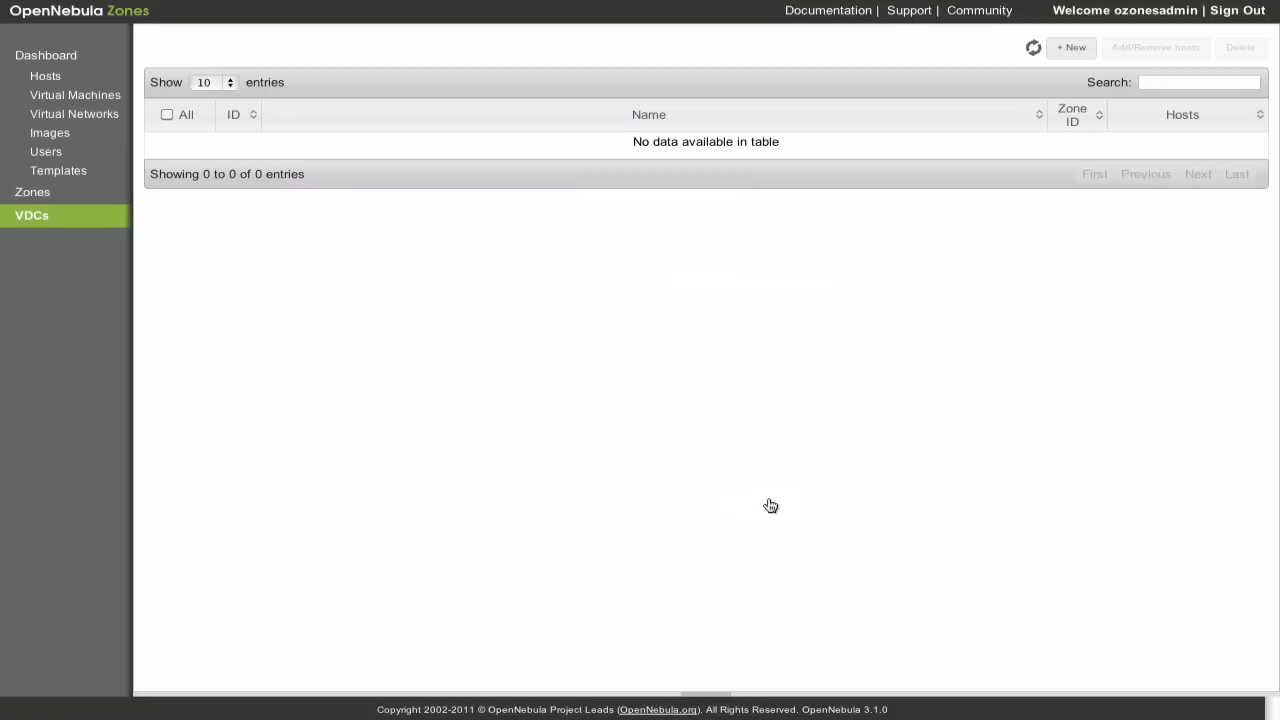 OpenNebula Zones
Documentation | Support | Community
Welcome ozonesadmin | Sign Out
Dashboard
Hosts
Virtual Machines
Virtual Networks
Images
Users
Templates
Zones
VDCs
+ New
Add/Remove hosts
Delete
Show 10 entries
Search:
All
ID
Name
Zone ID
Hosts
No data available in table
Showing 0 to 0 of 0 entries
First Previous Next Last
Copyright 2002-2011 © OpenNebula Project Leads (OpenNebula.org). All Rights Reserved. OpenNebula 3.1.0